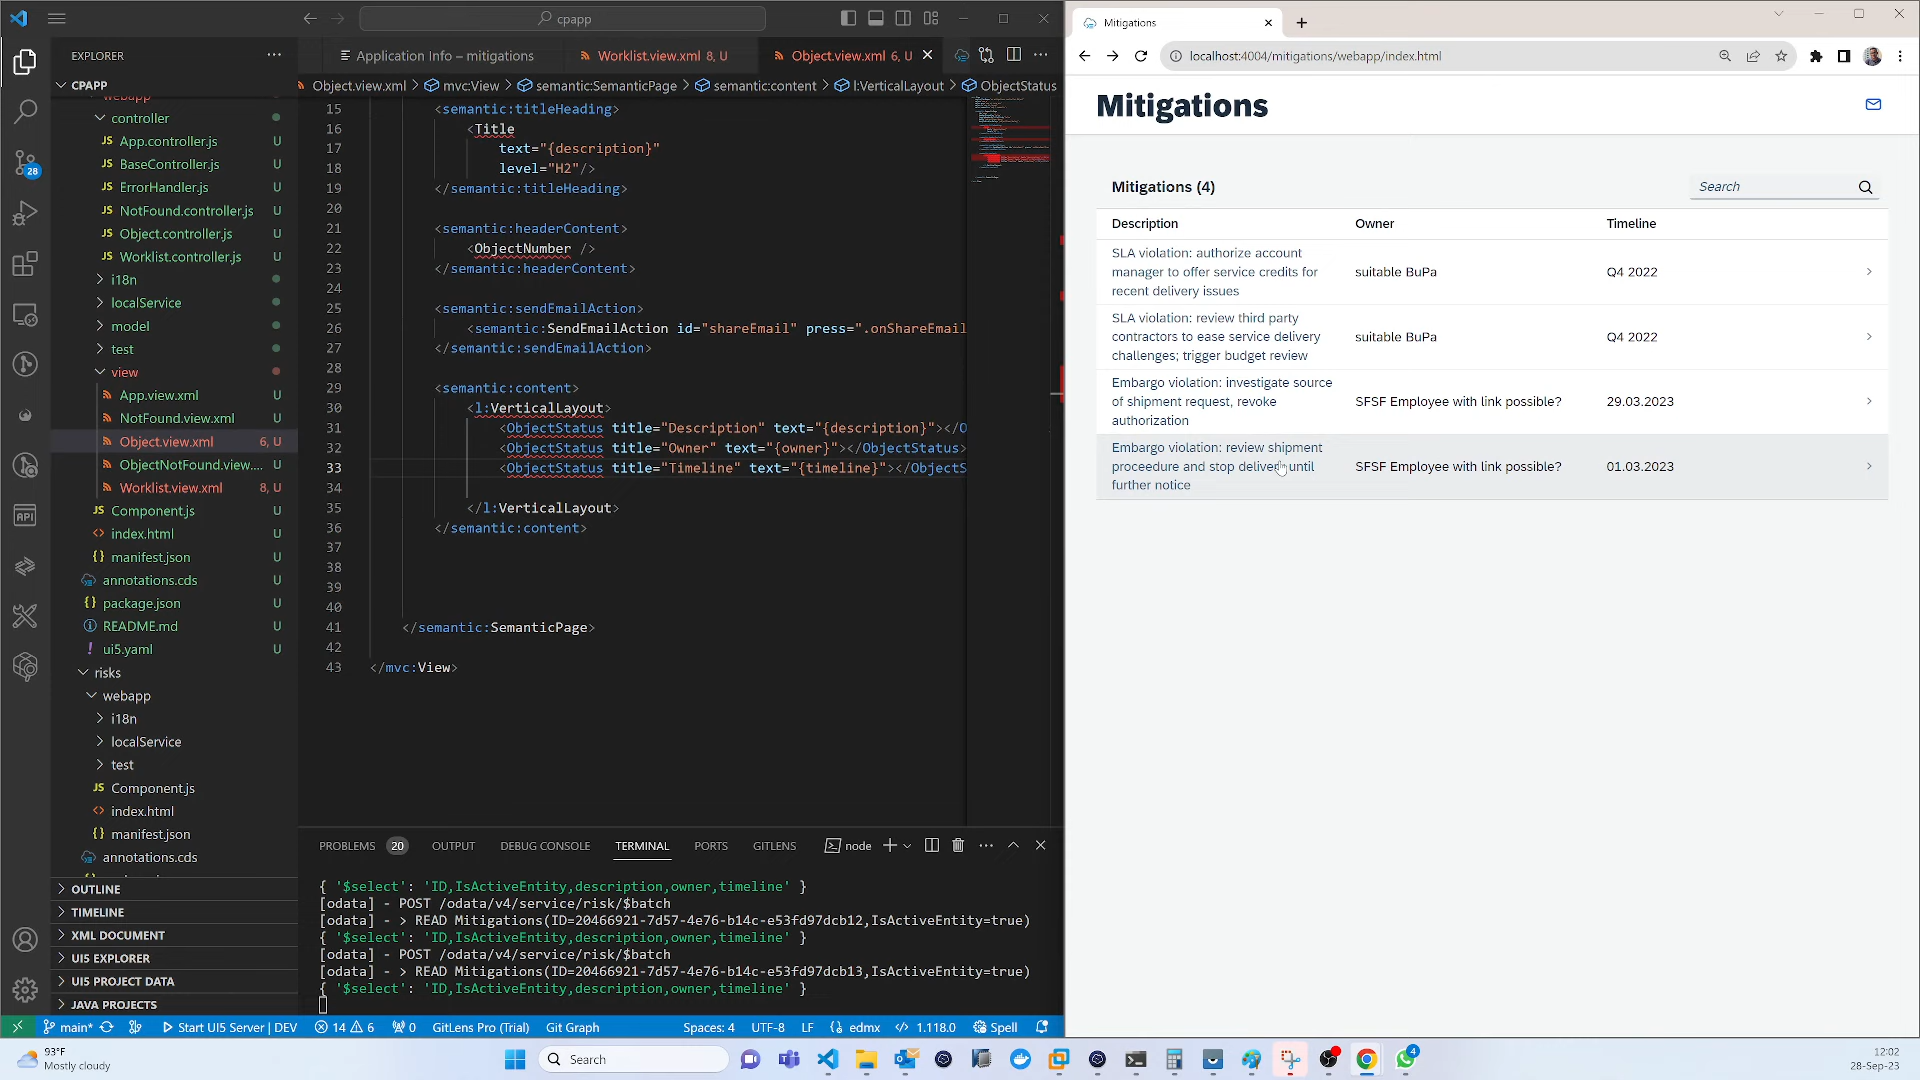 cpapp
EXPLORER
CPAPP
webapp
controller
App.controller.js U
BaseController.js U
ErrorHandler.js U
NotFound.controller.js U
Object.controller.js U
Worklist.controller.js U
i18n
localService
model
test
view
App.view.xml U
NotFound.view.xml U
Object.view.xml 6, U
ObjectNotFound.view.... U
Worklist.view.xml 8, U
Component.js U
index.html U
manifest.json U
annotations.cds U
package.json U
README.md U
ui5.yaml U
risks
webapp
i18n
localService
test
Component.js
index.html
manifest.json
annotations.cds
OUTLINE
TIMELINE
XML DOCUMENT
UI5 EXPLORER
UI5 PROJECT DATA
JAVA PROJECTS
28
Application Info – mitigations
Worklist.view.xml 8, U
Object.view.xml 6, U
Object.view.xml > mvc:View > semantic:SemanticPage > semantic:content > l:VerticalLayout > ObjectStatus
15 <semantic:titleHeading>
16 <Title
17 text="{description}"
18 level="H2"/>
19 </semantic:titleHeading>
20
21 <semantic:headerContent>
22 <ObjectNumber />
23 </semantic:headerContent>
24
25 <semantic:sendEmailAction>
26 <semantic:SendEmailAction id="shareEmail" press=".onShareEmail
27 </semantic:sendEmailAction>
28
29 <semantic:content>
30 <l:VerticalLayout>
31 <ObjectStatus title="Description" text="{description}"></O
32 <ObjectStatus title="Owner" text="{owner}"></ObjectStatus>
33 <ObjectStatus title="Timeline" text="{timeline}"></ObjectS
34
35 </l:VerticalLayout>
36 </semantic:content>
37
38
39
40
41 </semantic:SemanticPage>
42
43 </mvc:View>
PROBLEMS 20 OUTPUT DEBUG CONSOLE TERMINAL PORTS GITLENS node
{ '$select': 'ID,IsActiveEntity,description,owner,timeline' }
[odata] - POST /odata/v4/service/risk/$batch
[odata] - > READ Mitigations(ID=20466921-7d57-4e76-b14c-e53fd97dcb12,IsActiveEntity=true)
{ '$select': 'ID,IsActiveEntity,description,owner,timeline' }
[odata] - POST /odata/v4/service/risk/$batch
[odata] - > READ Mitigations(ID=20466921-7d57-4e76-b14c-e53fd97dcb13,IsActiveEntity=true)
{ '$select': 'ID,IsActiveEntity,description,owner,timeline' }
main* Start UI5 Server | DEV 14 6 0 GitLens Pro (Trial) Git Graph Spaces: 4 UTF-8 LF edmx 1.118.0 Spell
Mitigations
localhost:4004/mitigations/webapp/index.html
Mitigations
Mitigations (4)
Search
Description Owner Timeline
SLA violation: authorize account
manager to offer service credits for
recent delivery issues
suitable BuPa
Q4 2022
SLA violation: review third party
contractors to ease service delivery
challenges; trigger budget review
suitable BuPa
Q4 2022
Embargo violation: investigate source
of shipment request, revoke
authorization
SFSF Employee with link possible?
29.03.2023
Embargo violation: review shipment
proceedure and stop delivery until
further notice
SFSF Employee with link possible?
01.03.2023
93°F
Mostly cloudy
Search
4
12:02
28-Sep-23